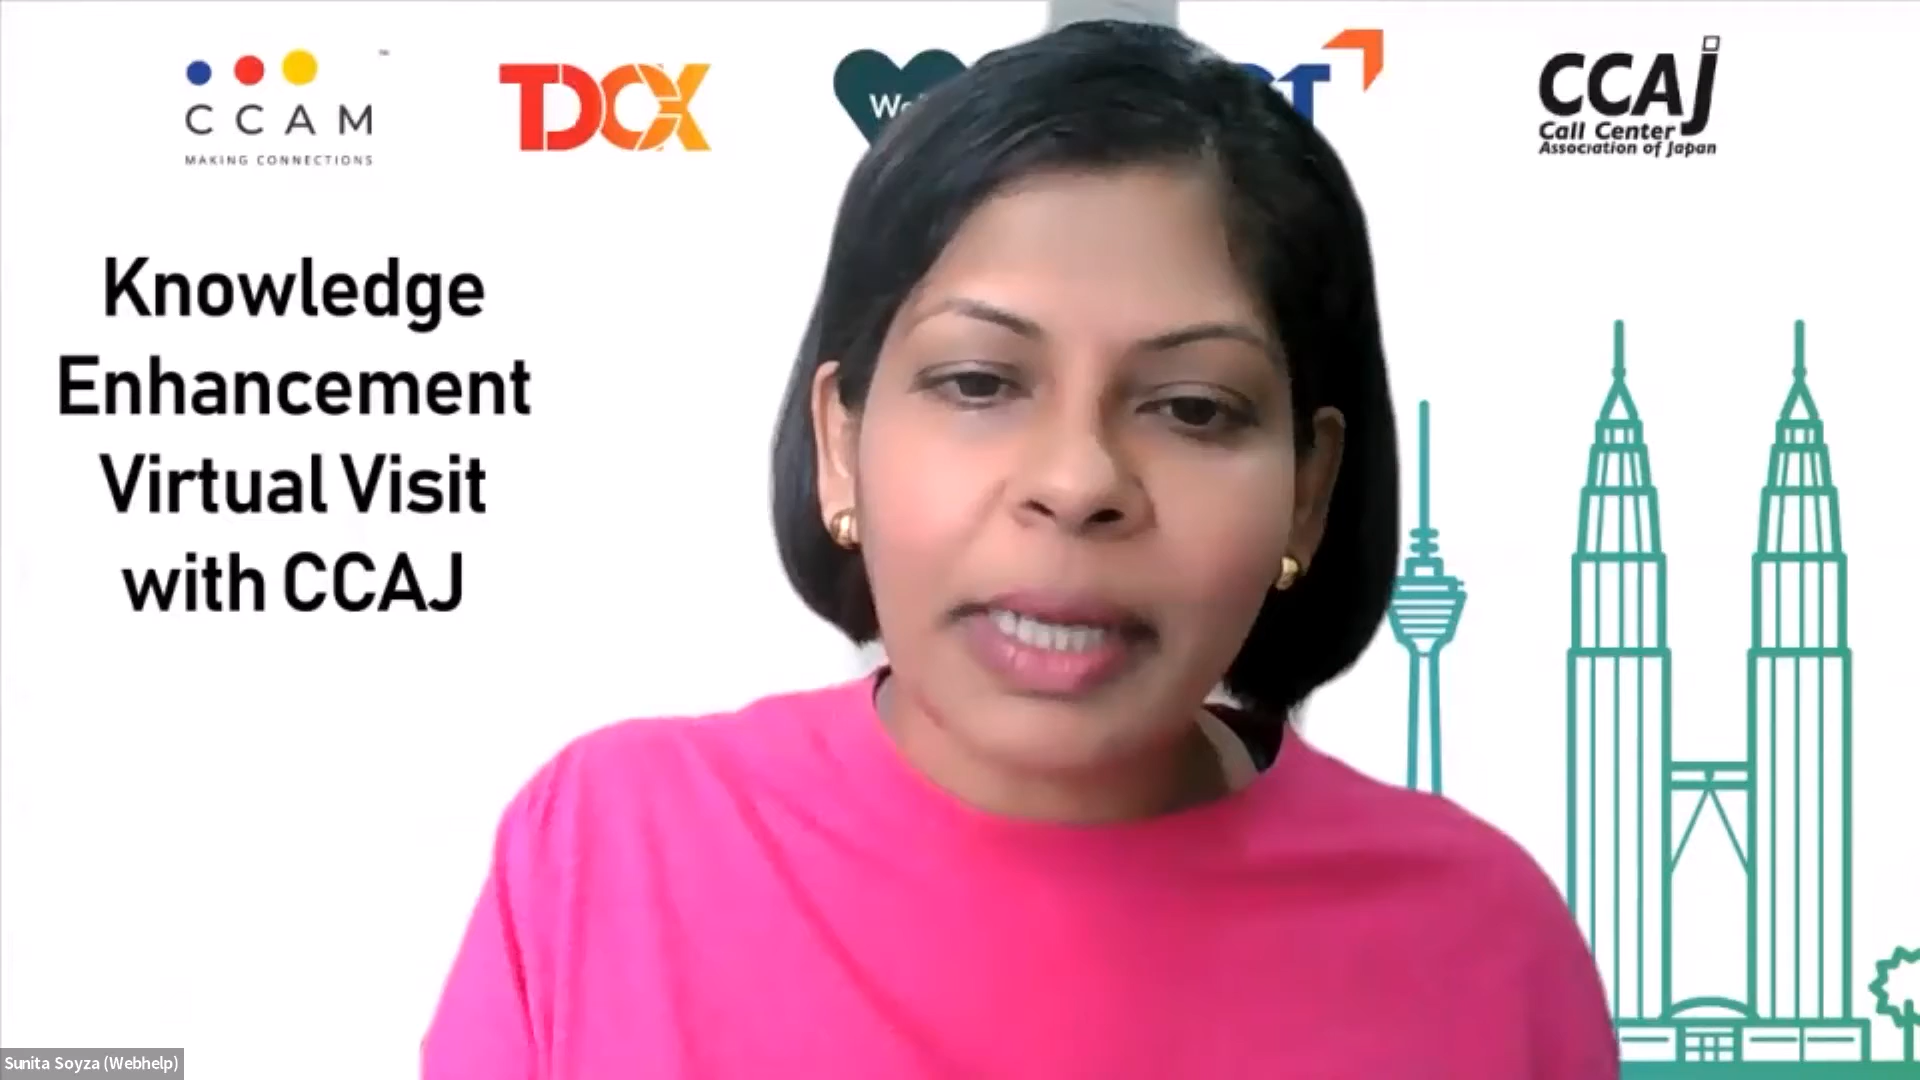 CCAM
™
MAKING CONNECTIONS
TDCX
CCAJ
Call Center
Association of Japan
Knowledge
Enhancement
Virtual Visit
with CCAJ
Sunita Soyza (Webhelp)